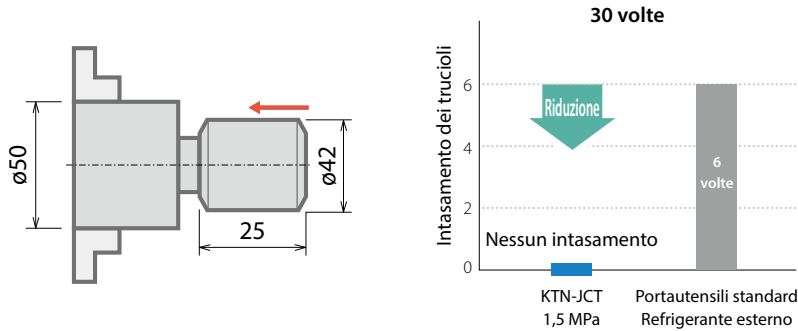 ø50
ø42
25
30 volte
Intasamento dei trucioli
6
4
2
0
Riduzione
6
volte
Nessun intasamento
KTN-JCT
1,5 MPa
Portautensili standard
Refrigerante esterno